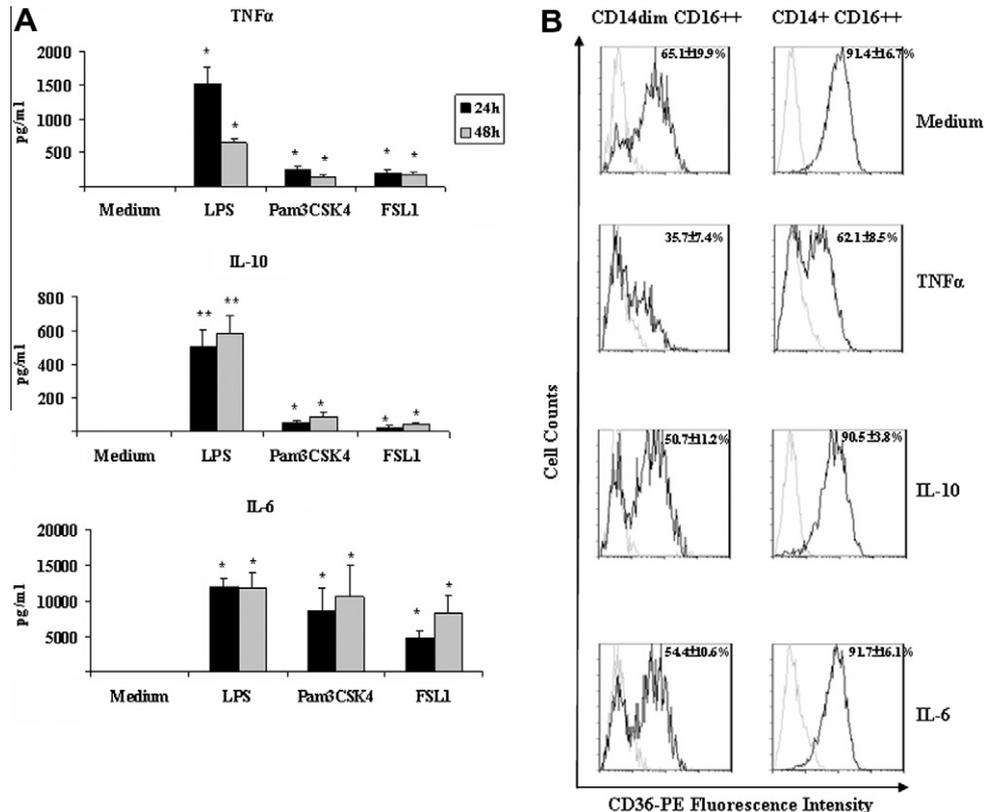 A
TNFα
2000
1500
1000
500
pg/ml
* * * * * *
24h
48h
Medium LPS Pam3CSK4 FSL1
IL-10
800
600
400
200
pg/ml
** ** * * * *
Medium LPS Pam3CSK4 FSL1
IL-6
20000
15000
10000
5000
pg/ml
* * * * * *
Medium LPS Pam3CSK4 FSL1
B
CD14dim CD16++ CD14+ CD16++
65.1±19.9% 91.4±16.7%
Medium
35.7±7.4% 62.1±8.5%
TNFα
50.7±11.2% 90.5±3.8%
IL-10
54.4±10.6% 91.7±16.1%
IL-6
Cell Counts
CD36-PE Fluorescence Intensity